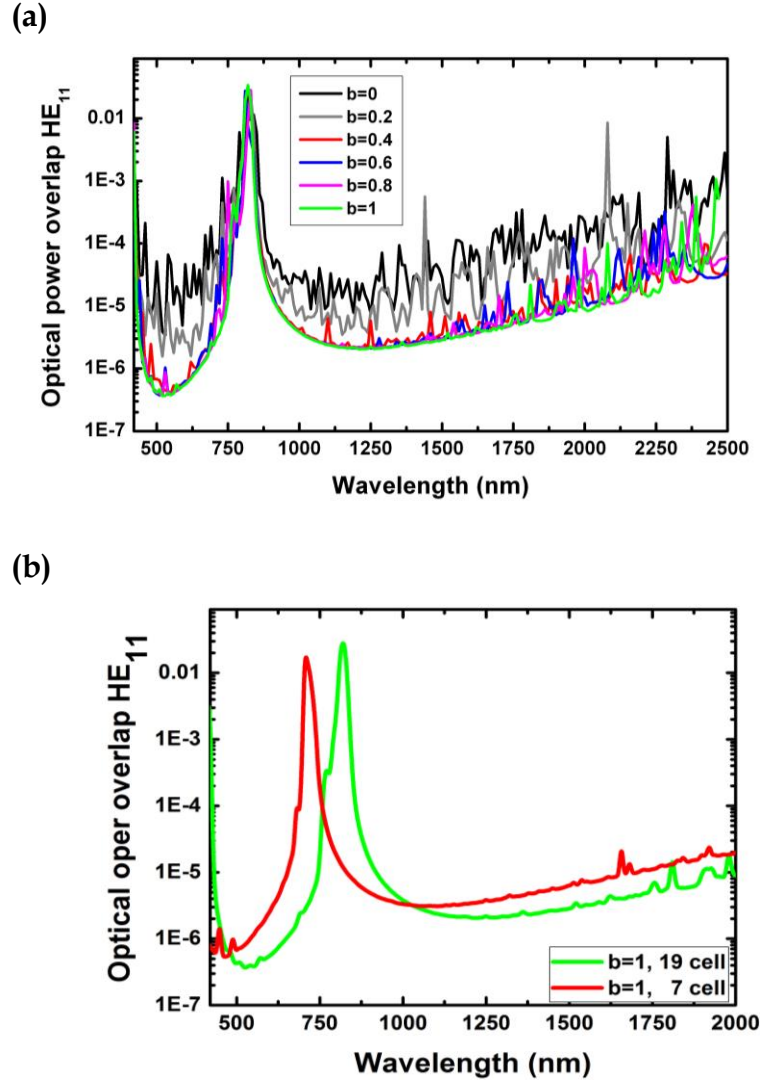 (a)
Optical power overlap HE11
0.01
1E-3
1E-4
1E-5
1E-6
1E-7
b=0
b=0.2
b=0.4
b=0.6
b=0.8
b=1
500 750 1000 1250 1500 1750 2000 2250 2500
Wavelength (nm)
(b)
Optical oper overlap HE11
0.01
1E-3
1E-4
1E-5
1E-6
1E-7
b=1, 19 cell
b=1, 7 cell
500 750 1000 1250 1500 1750 2000
Wavelength (nm)